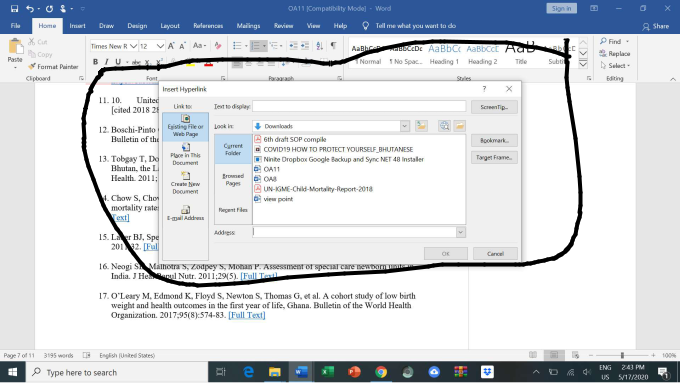 OA11 (Compatibility Mode) - Word
Sign in
File Home Insert Draw Design Layout References Mailings Review View Help Tell me what you want to do Share
Cut
Copy
Format Painter
Paste
Clipboard
Times New R 12
Font
Paragraph
AaBbCcDc
1 Normal
1 No Spac...
Heading 1
Heading 2
Title
Styles
Find
Replace
Select
Editing
Insert Hyperlink
Link to:
Text to display:
ScreenTip...
Existing File or Web Page
Look in:
Downloads
Place in This Document
Current Folder
Bookmark...
Create New Document
Browsed Pages
Target Frame...
E-mail Address
Recent Files
6th draft SOP compile
COVID19 HOW TO PROTECT YOURSELF_BHUTANESE
Ninite Dropbox Google Backup and Sync NET 48 Installer
OA11
OA8
UN-IGME-Child-Mortality-Report-2018
view point
Address:
OK
Cancel
11. 10. United
[cited 2018 28
12. Boschi-Pinto
Bulletin of the
13. Tobgay T, Do
Bhutan, the La
Health. 2011;
4. Chow S, Chow
mortality rates
Text]
BJ, Spe
32. [Full
16. Neogi S, Malhotra S, Zodpey S, Mohan P. Assessment of special care newborn units in
India. J Health Popul Nutr. 2011;29(5). [Full Text]
17. O’Leary M, Edmond K, Floyd S, Newton S, Thomas G, et al. A cohort study of low birth
weight and health outcomes in the first year of life, Ghana. Bulletin of the World Health
Organization. 2017;95(8):574-83. [Full Text]
Page 7 of 11 3195 words English (United States) 100%
Type here to search
ENG
US
2:43 PM
5/17/2020